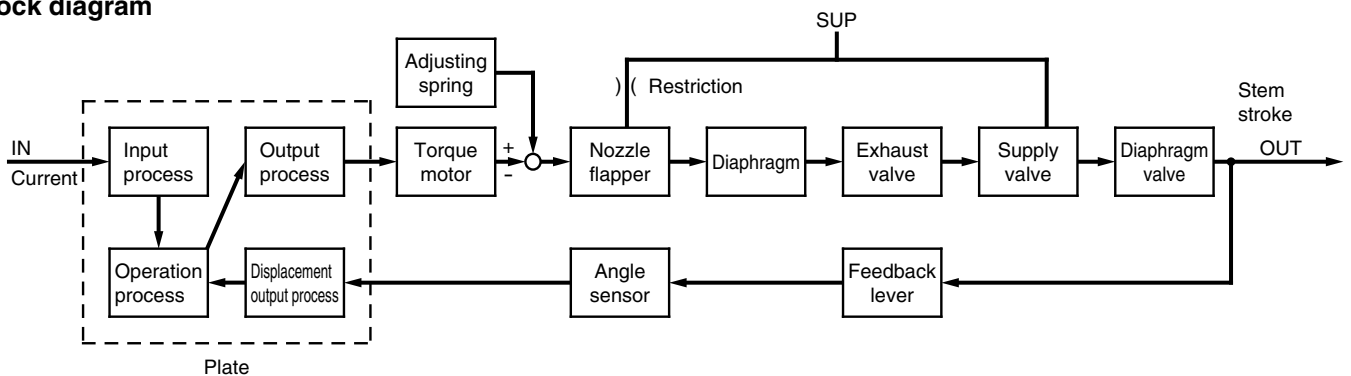 ock diagram
SUP
Adjusting
spring
) ( Restriction
Stem
stroke
IN
Current
Input
process
Output
process
Torque
motor
+
-
Nozzle
flapper
Diaphragm
Exhaust
valve
Supply
valve
Diaphragm
valve
OUT
Operation
process
Displacement
output process
Angle
sensor
Feedback
lever
Plate